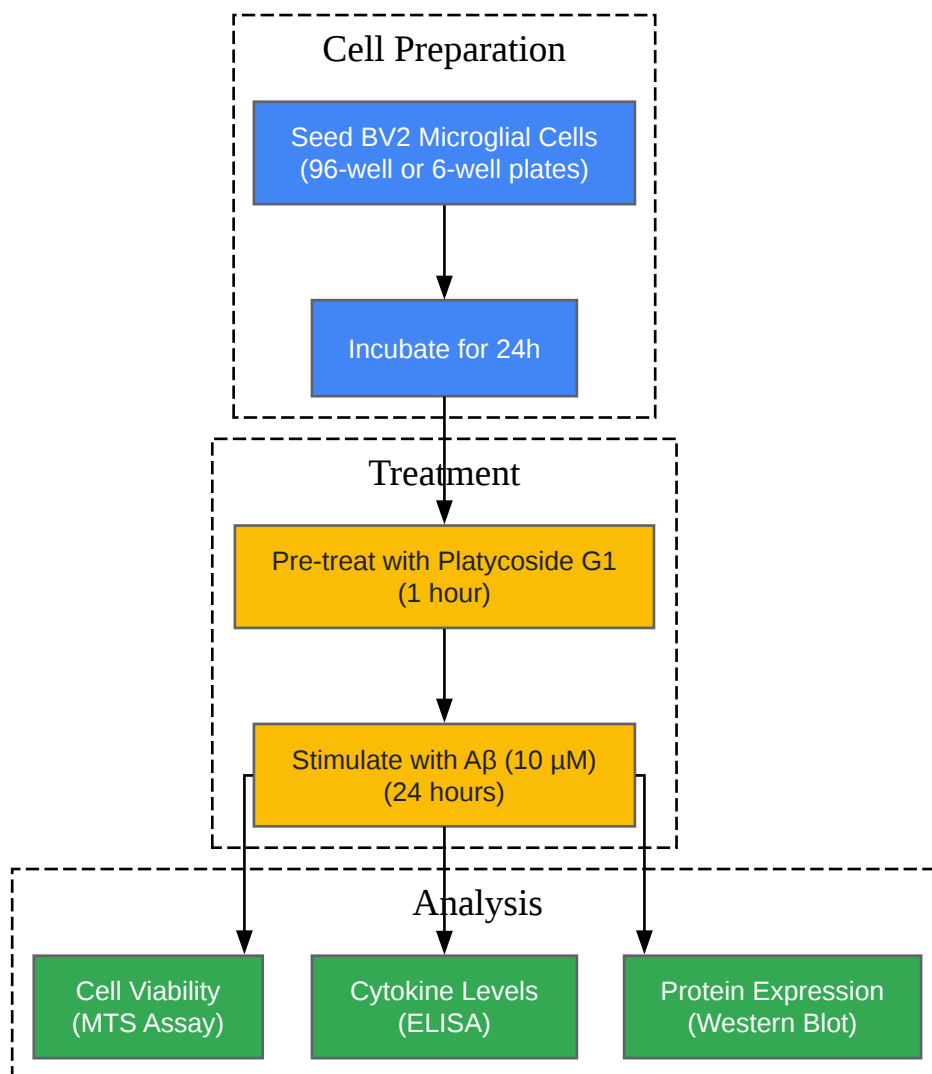 Cell Preparation
Seed BV2 Microglial Cells
(96-well or 6-well plates)
Incubate for 24h
Treatment
Pre-treat with Platycoside G1
(1 hour)
Stimulate with Aβ (10 µM)
(24 hours)
Analysis
Cell Viability
(MTS Assay)
Cytokine Levels
(ELISA)
Protein Expression
(Western Blot)